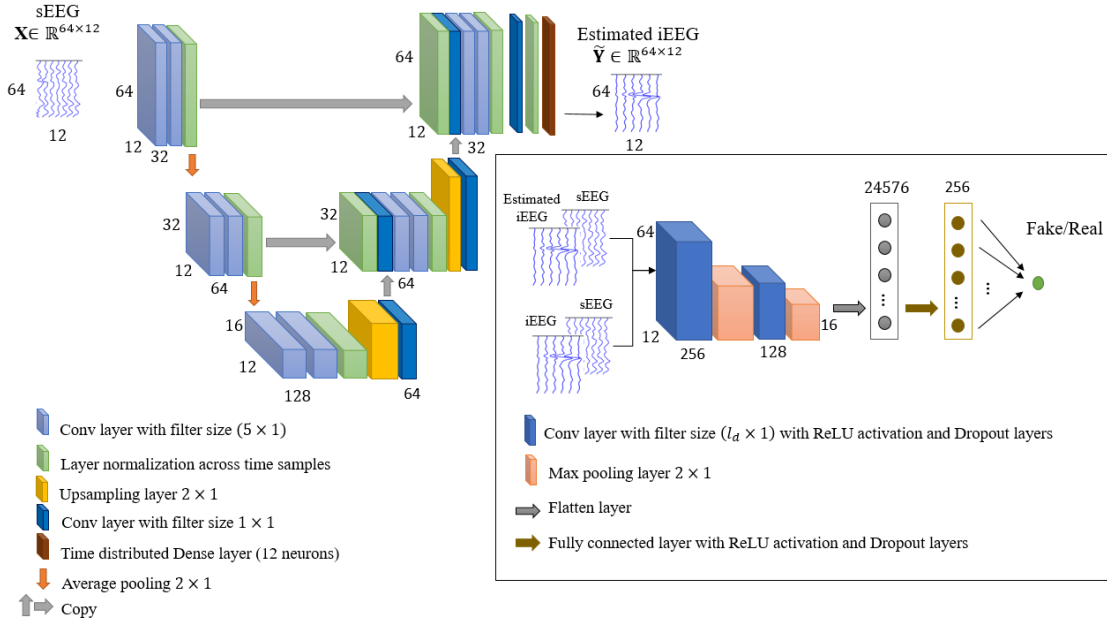 sEEG
X∈ ℝ^{64×12}
64
12
64
12
32
64
12
32
Estimated iEEG
Ỹ ∈ ℝ^{64×12}
64
12
32
12
64
32
12
64
16
12
128
64
Conv layer with filter size (5 × 1)
Layer normalization across time samples
Upsampling layer 2 × 1
Conv layer with filter size 1 × 1
Time distributed Dense layer (12 neurons)
Average pooling 2 × 1
Copy
Estimated
iEEG
sEEG
iEEG
sEEG
64
12
256
128
16
24576
...
256
...
...
Fake/Real
Conv layer with filter size (l_d × 1) with ReLU activation and Dropout layers
Max pooling layer 2 × 1
Flatten layer
Fully connected layer with ReLU activation and Dropout layers